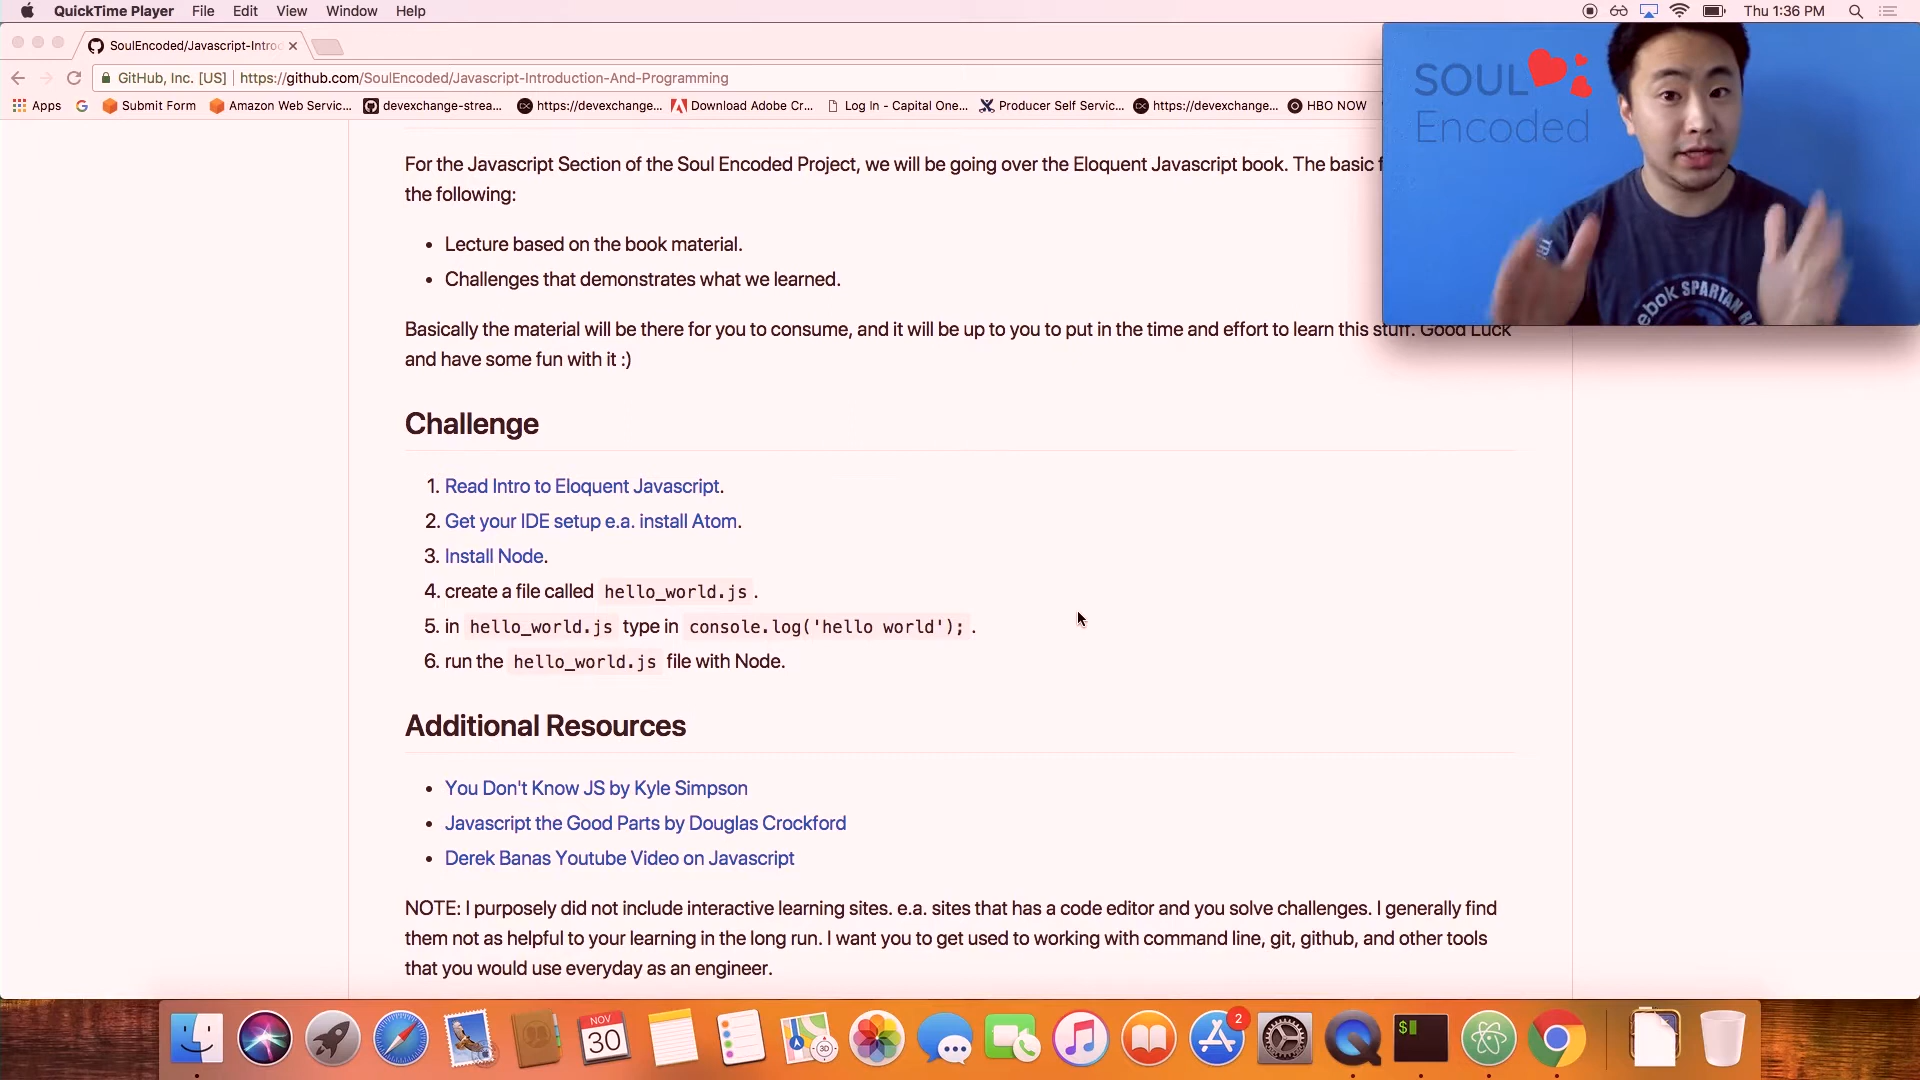 QuickTime Player File Edit View Window Help Thu 1:36 PM
SoulEncoded/Javascript-Introd
GitHub, Inc. [US] https://github.com/SoulEncoded/Javascript-Introduction-And-Programming
Apps Submit Form Amazon Web Servic... devexchange-strea... https://devexchange... Download Adobe Cr... Log In - Capital One... Producer Self Servic... https://devexchange... HBO NOW
SOUL
Encoded
ebok SPARTAN R
For the Javascript Section of the Soul Encoded Project, we will be going over the Eloquent Javascript book. The basic f
the following:
• Lecture based on the book material.
• Challenges that demonstrates what we learned.
Basically the material will be there for you to consume, and it will be up to you to put in the time and effort to learn this stuff. Good Luck
and have some fun with it :)
Challenge
1. Read Intro to Eloquent Javascript.
2. Get your IDE setup e.a. install Atom.
3. Install Node.
4. create a file called hello_world.js .
5. in hello_world.js type in console.log('hello world'); .
6. run the hello_world.js file with Node.
Additional Resources
• You Don't Know JS by Kyle Simpson
• Javascript the Good Parts by Douglas Crockford
• Derek Banas Youtube Video on Javascript
NOTE: I purposely did not include interactive learning sites. e.a. sites that has a code editor and you solve challenges. I generally find
them not as helpful to your learning in the long run. I want you to get used to working with command line, git, github, and other tools
that you would use everyday as an engineer.
NOV
30
3D
2
$